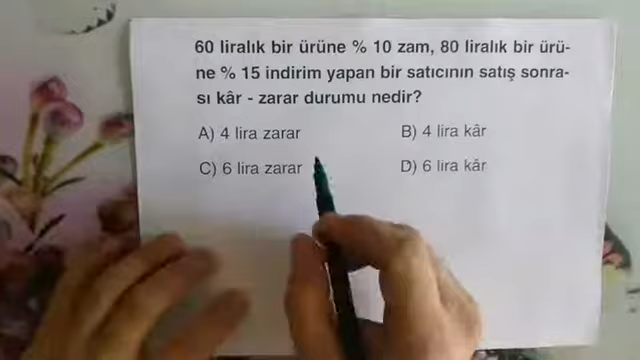 60 liralık bir ürüne % 10 zam, 80 liralık bir ürü-
ne % 15 indirim yapan bir satıcının satış sonra-
sı kâr - zarar durumu nedir?
A) 4 lira zarar B) 4 lira kâr
C) 6 lira zarar D) 6 lira kâr